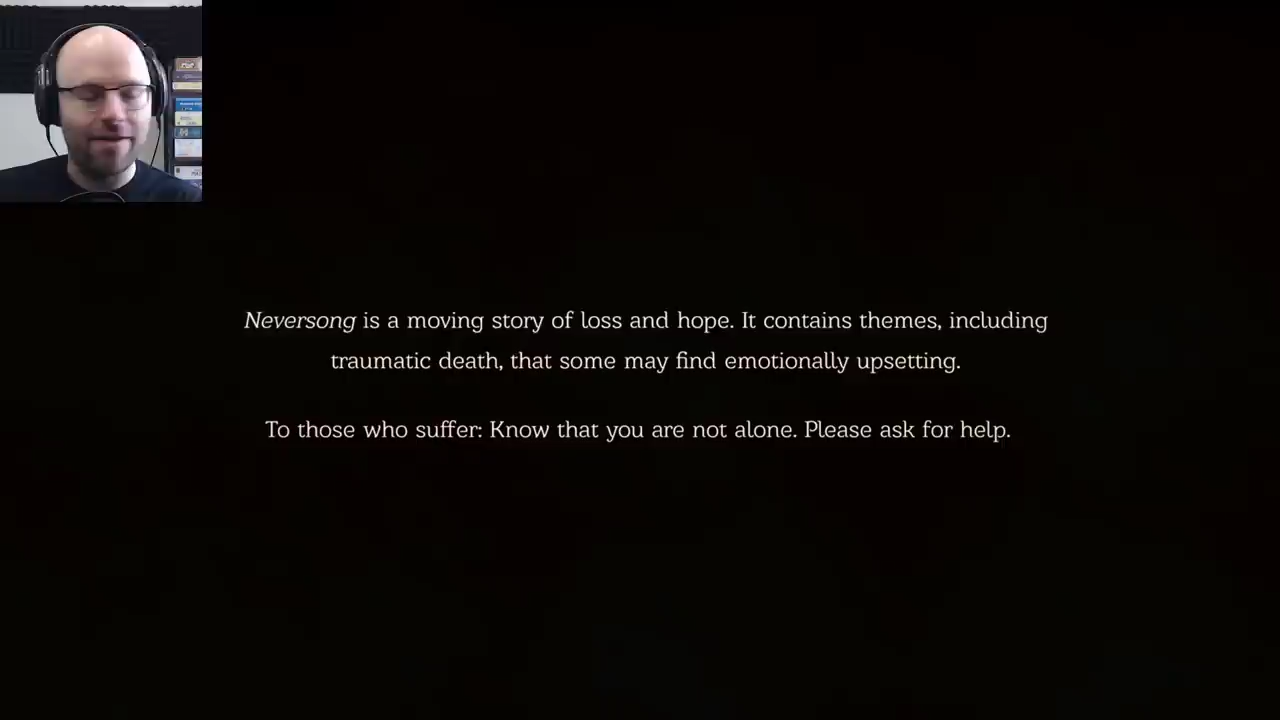 Neversong is a moving story of loss and hope. It contains themes, including
traumatic death, that some may find emotionally upsetting.
To those who suffer: Know that you are not alone. Please ask for help.